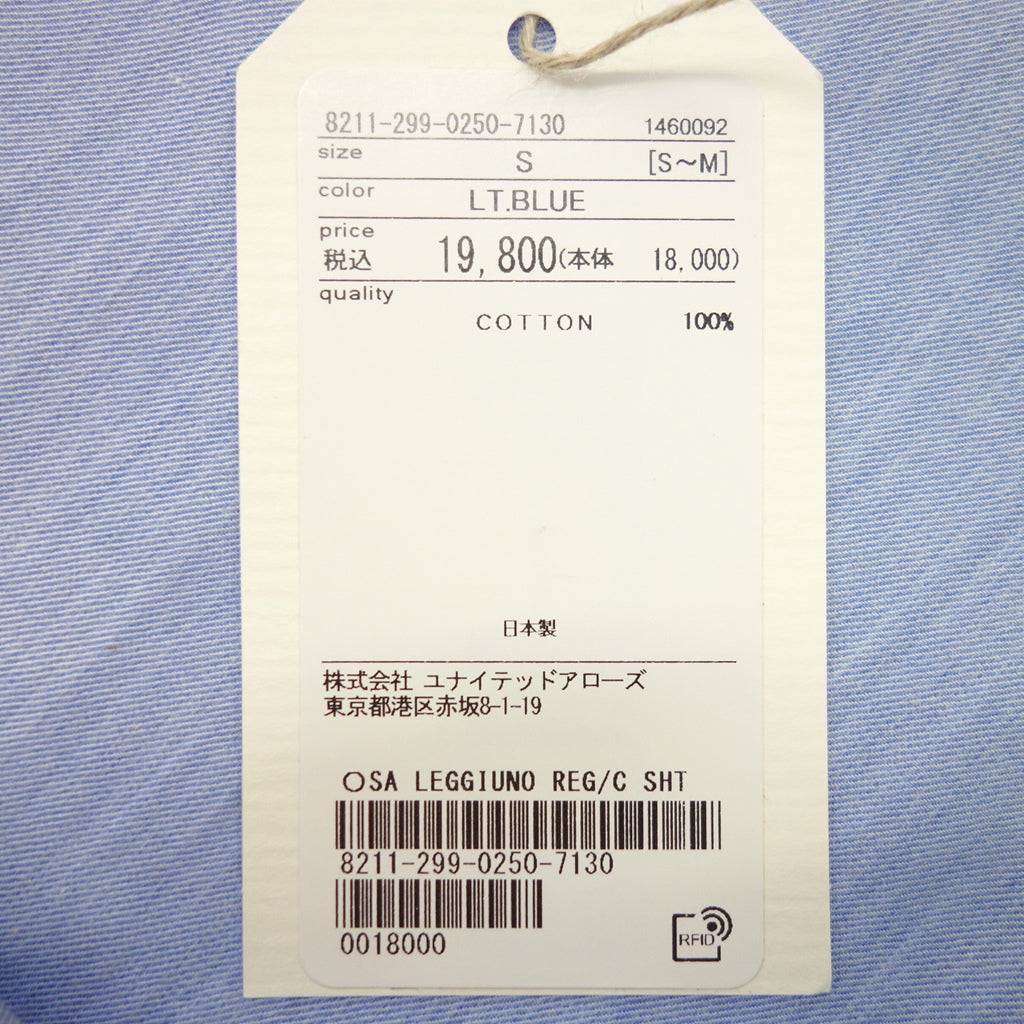 8211-299-0250-7130 1460092
size S [S～M]
color LT.BLUE
price
税込 19,800(本体 18,000)
quality
COTTON 100%
日本製
株式会社 ユナイテッドアローズ
東京都港区赤坂8-1-19
○SA LEGGIUNO REG/C SHT
8211-299-0250-7130
0018000
RFID